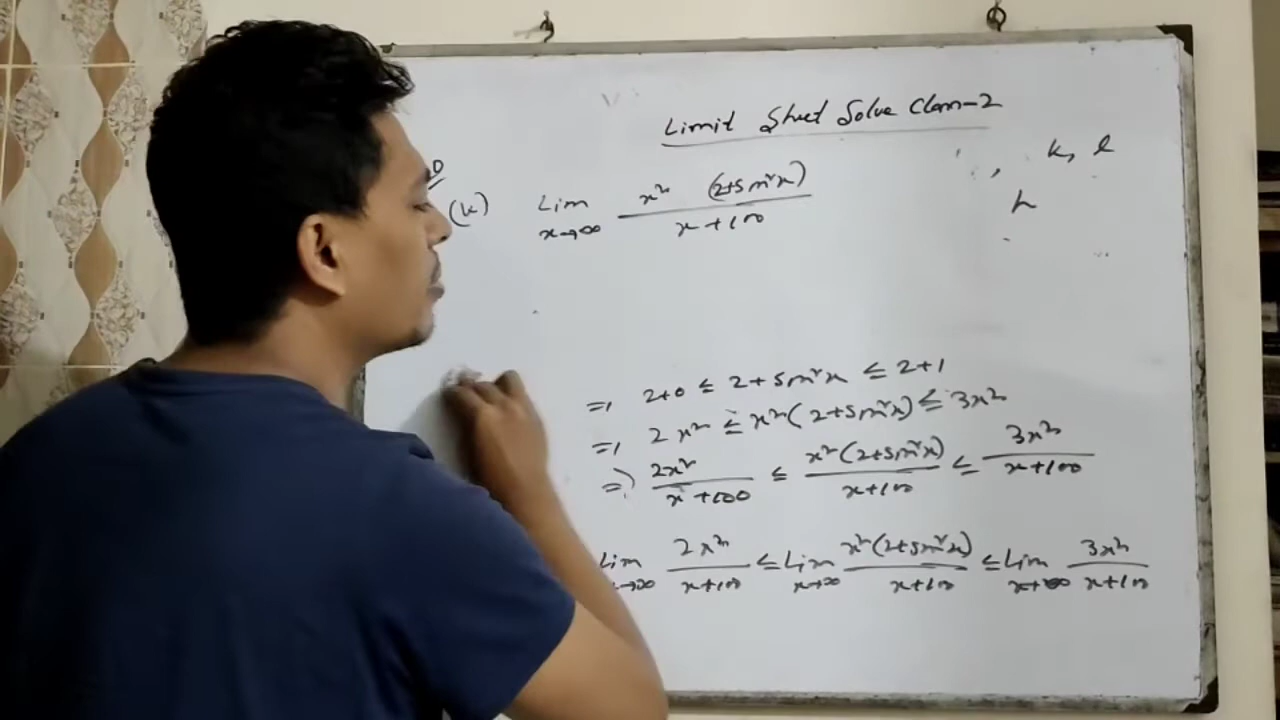 Limit Sheet Solve Class-2
k, l
h
(k) Lim x→∞ x² (2+sin²x) / x+100
⇒ 2+0 ≤ 2+sin²x ≤ 2+1
⇒ 2x² ≤ x²(2+sin²x) ≤ 3x²
⇒ 2x² / x+100 ≤ x²(2+sin²x) / x+100 ≤ 3x² / x+100
Lim x→∞ 2x² / x+100 ≤ Lim x→∞ x²(2+sin²x) / x+100 ≤ Lim x→∞ 3x² / x+100